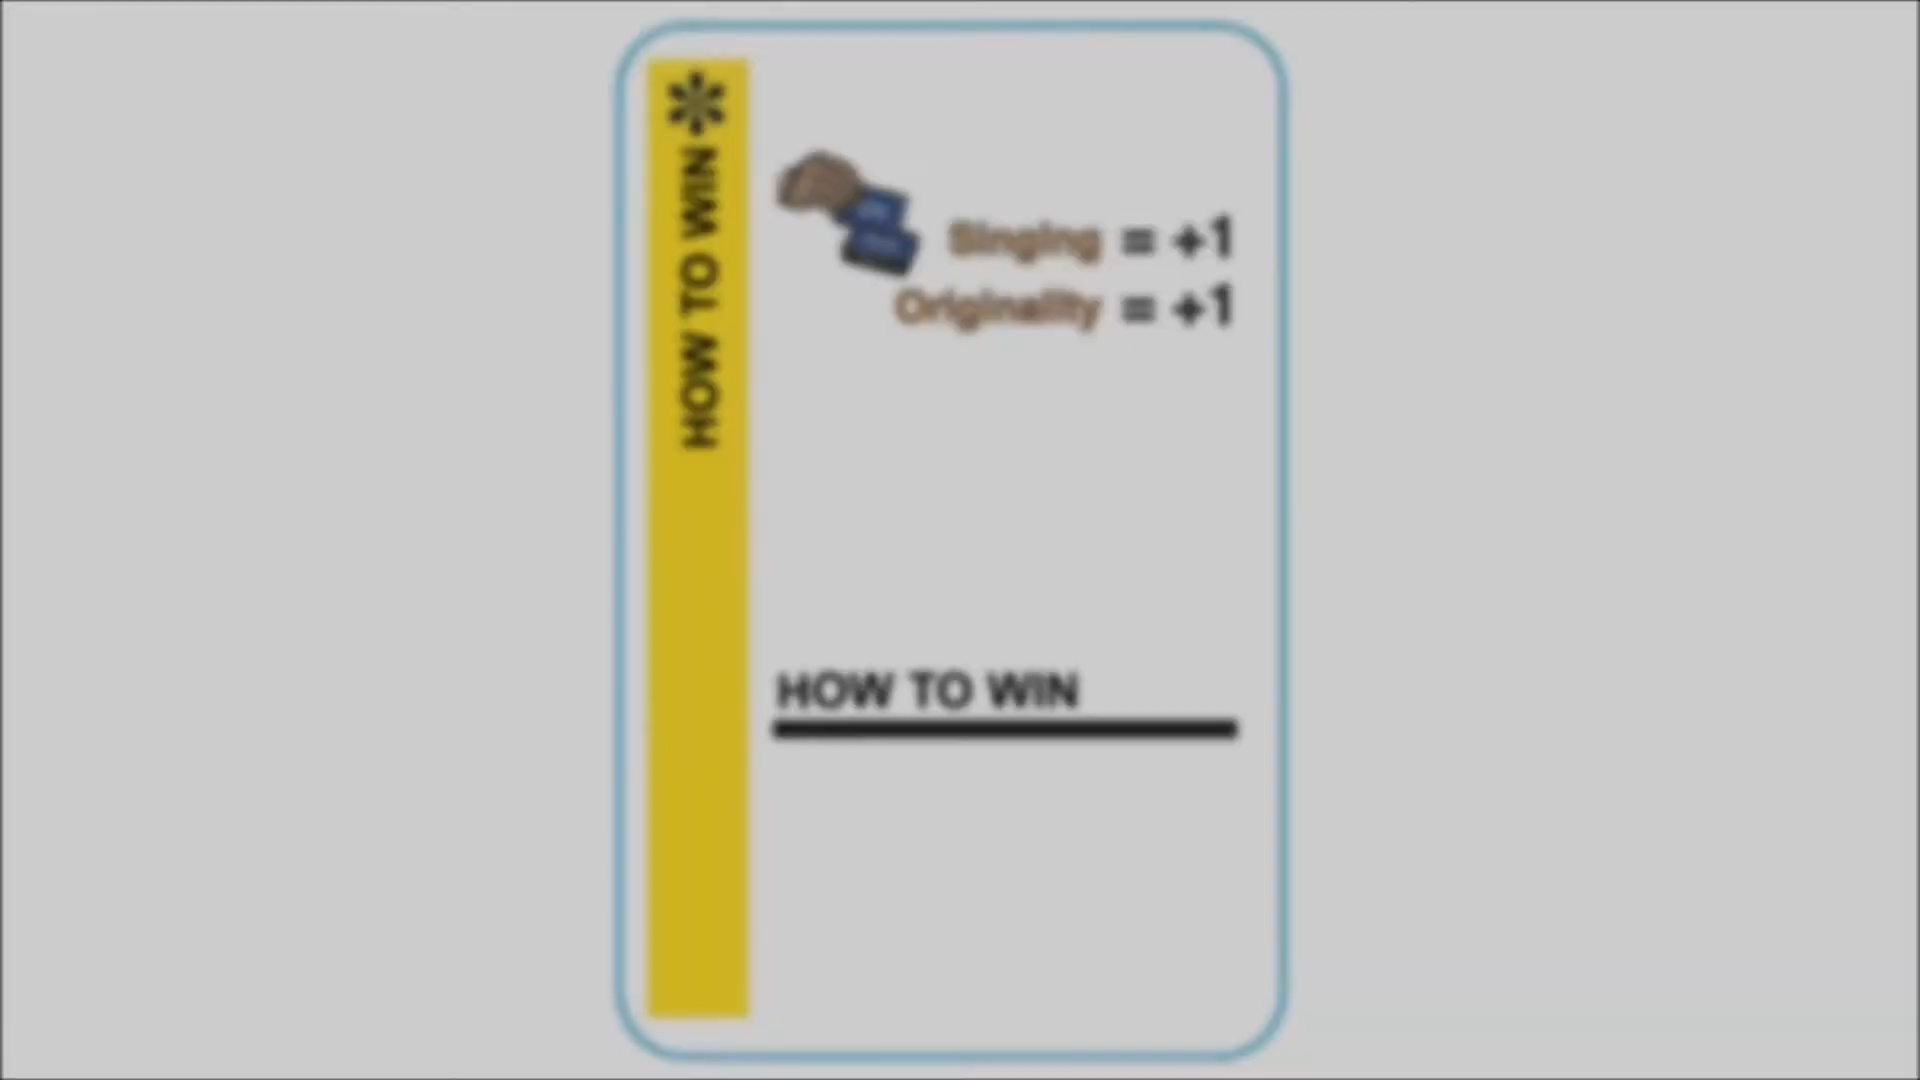 HOW TO WIN
Singing = +1
Originality = +1
HOW TO WIN